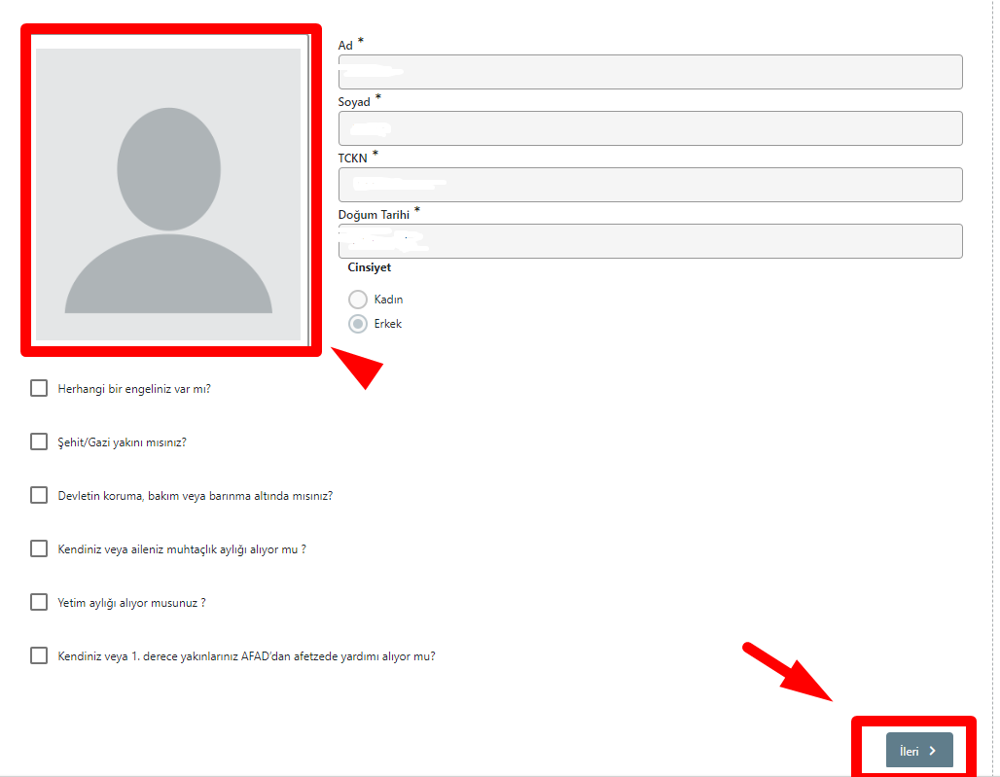 Ad *
Soyad *
TCKN *
Doğum Tarihi *
Cinsiyet
Kadın
Erkek
Herhangi bir engeliniz var mı?
Şehit/Gazi yakını mısınız?
Devletin koruma, bakım veya barınma altında mısınız?
Kendiniz veya aileniz muhtaçlık aylığı alıyor mu ?
Yetim aylığı alıyor musunuz ?
Kendiniz veya 1. derece yakınlarınız AFAD'dan afetzede yardımı alıyor mu?
İleri